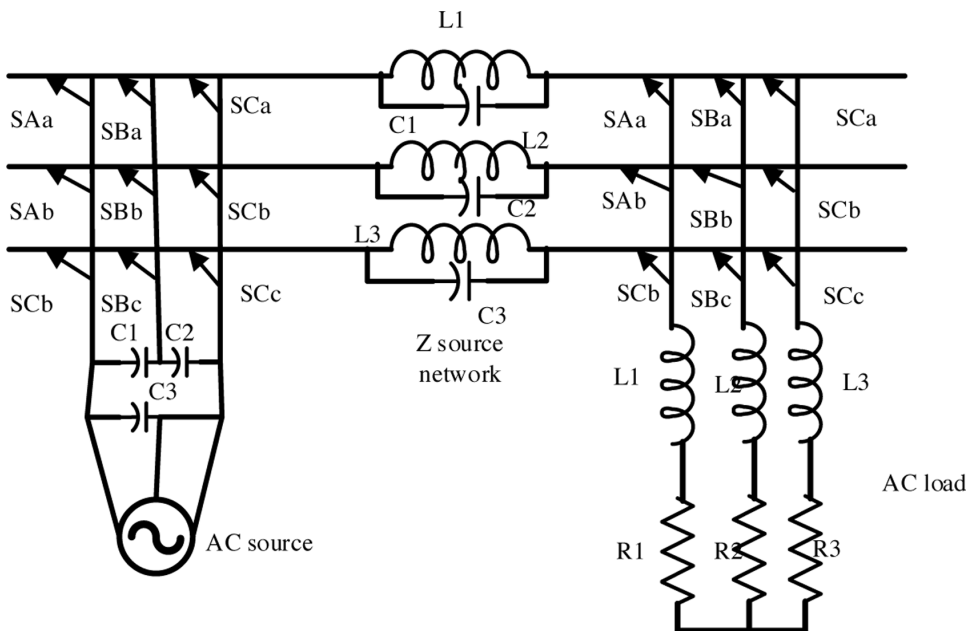 L1
SAa
SBa
SCa
C1
L2
SAa
SBa
SCa
SAb
SBb
SCb
C2
SAb
SBb
SCb
L3
SCb
SBc
SCc
C3
SCb
SBc
SCc
C1
C2
C3
Z source
network
L1
L2
L3
AC source
AC load
R1
R2
R3